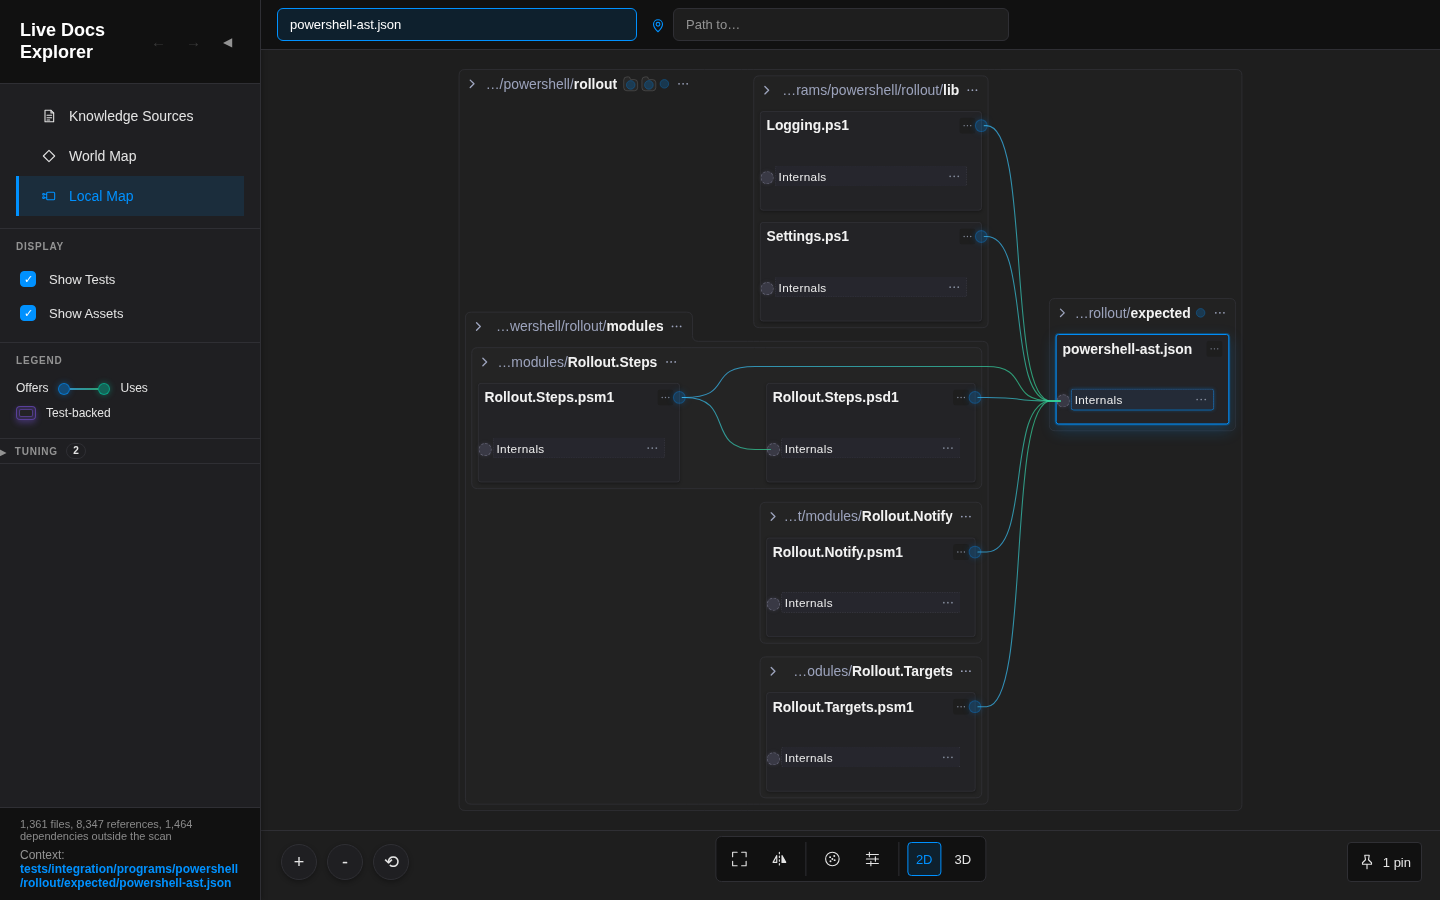 Live Docs
Explorer
Knowledge Sources
World Map
Local Map
DISPLAY
Show Tests
Show Assets
LEGEND
Offers
Uses
Test-backed
TUNING 2
1,361 files, 8,347 references, 1,464
dependencies outside the scan
Context:
tests/integration/programs/powershell
/rollout/expected/powershell-ast.json
powershell-ast.json
Path to…
…/powershell/rollout
…rams/powershell/rollout/lib
Logging.ps1
Internals
Settings.ps1
Internals
…wershell/rollout/modules
…modules/Rollout.Steps
Rollout.Steps.psm1
Internals
Rollout.Steps.psd1
Internals
…t/modules/Rollout.Notify
Rollout.Notify.psm1
Internals
…odules/Rollout.Targets
Rollout.Targets.psm1
Internals
…rollout/expected
powershell-ast.json
Internals
+
-
2D
3D
1 pin